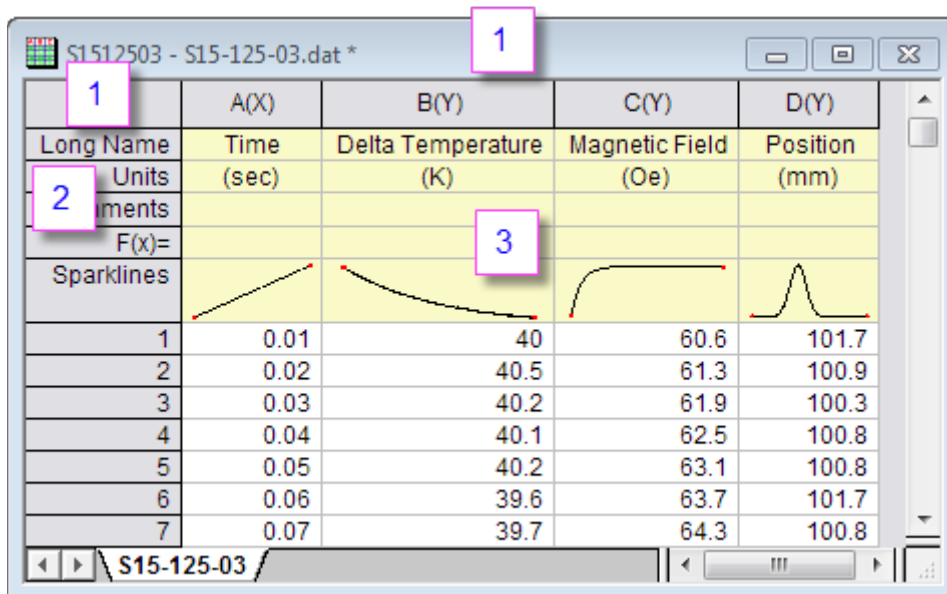 S1512503 - S15-125-03.dat *
1
1
A(X) B(Y) C(Y) D(Y)
Long Name Time Delta Temperature Magnetic Field Position
Units (sec) (K) (Oe) (mm)
2
3
F(x)=
Sparklines
1 0.01 40 60.6 101.7
2 0.02 40.5 61.3 100.9
3 0.03 40.2 61.9 100.3
4 0.04 40.1 62.5 100.8
5 0.05 40.2 63.1 100.8
6 0.06 39.6 63.7 101.7
7 0.07 39.7 64.3 100.8
S15-125-03